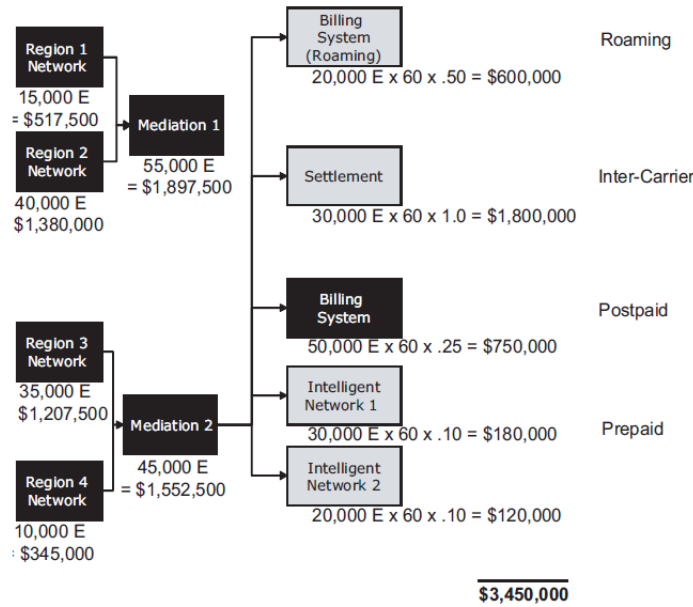 Region 1
Network
15,000 E
= $517,500
Region 2
Network
40,000 E
$1,380,000
Mediation 1
55,000 E
= $1,897,500
Region 3
Network
35,000 E
$1,207,500
Region 4
Network
10,000 E
= $345,000
Mediation 2
45,000 E
= $1,552,500
Billing
System
(Roaming)
20,000 E x 60 x .50 = $600,000
Roaming
Settlement
30,000 E x 60 x 1.0 = $1,800,000
Inter-Carrier
Billing
System
50,000 E x 60 x .25 = $750,000
Postpaid
Intelligent
Network 1
30,000 E x 60 x .10 = $180,000
Prepaid
Intelligent
Network 2
20,000 E x 60 x .10 = $120,000
$3,450,000